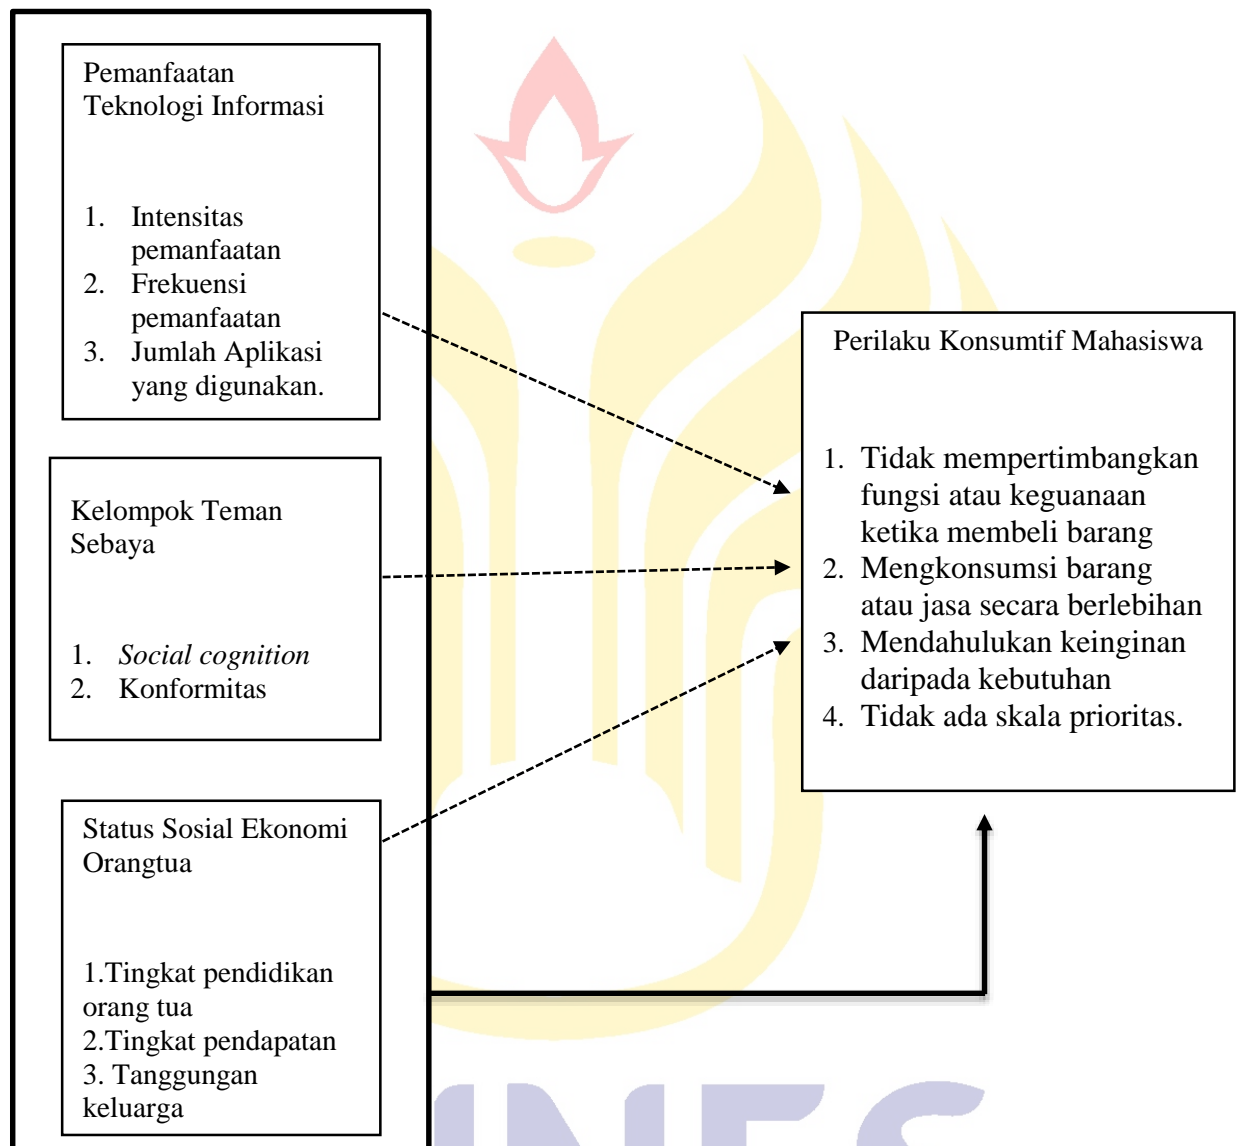 Pemanfaatan
Teknologi Informasi
1. Intensitas
pemanfaatan
2. Frekuensi
pemanfaatan
3. Jumlah Aplikasi
yang digunakan.
Kelompok Teman
Sebaya
1. Social cognition
2. Konformitas
Status Sosial Ekonomi
Orangtua
1.Tingkat pendidikan
orang tua
2.Tingkat pendapatan
3. Tanggungan
keluarga
Perilaku Konsumtif Mahasiswa
1. Tidak mempertimbangkan
fungsi atau keguanaan
ketika membeli barang
2. Mengkonsumsi barang
atau jasa secara berlebihan
3. Mendahulukan keinginan
daripada kebutuhan
4. Tidak ada skala prioritas.